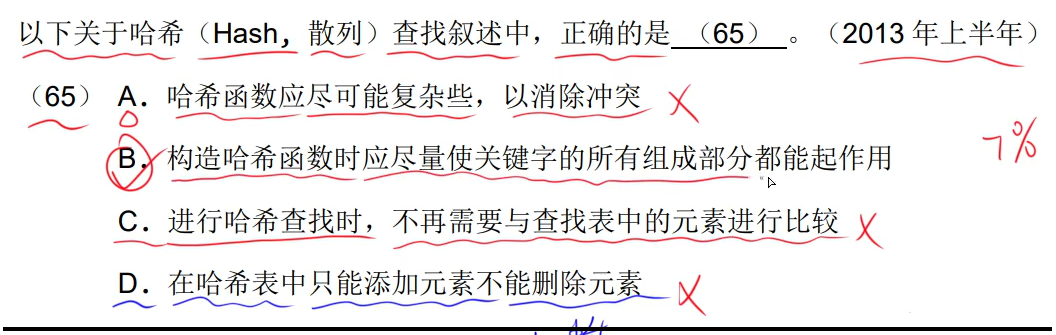 以下关于哈希（Hash，散列）查找叙述中，正确的是 （65） 。（2013 年上半年）
（65） A．哈希函数应尽可能复杂些，以消除冲突
B．构造哈希函数时应尽量使关键字的所有组成部分都能起作用
7%
C．进行哈希查找时，不再需要与查找表中的元素进行比较
D．在哈希表中只能添加元素不能删除元素